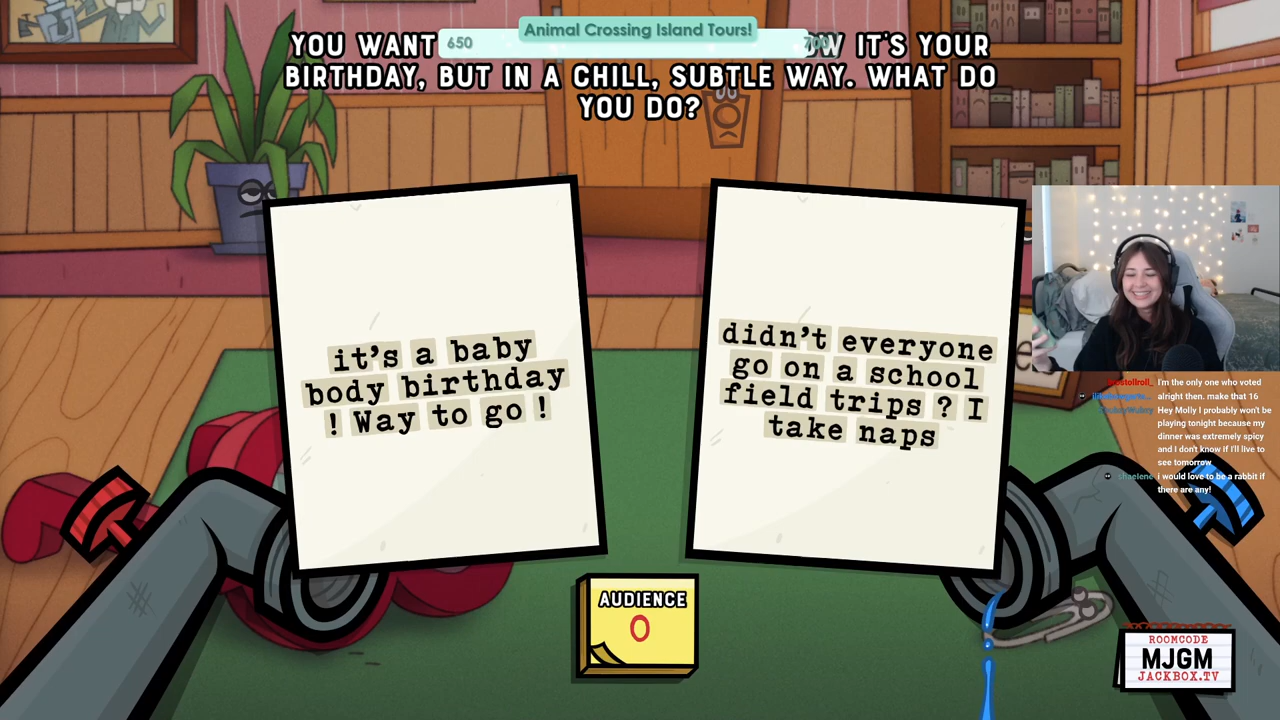 Animal Crossing Island Tours!
650
YOU WANT
IT'S YOUR
BIRTHDAY, BUT IN A CHILL, SUBTLE WAY. WHAT DO
YOU DO?
it's a baby
body birthday
! Way to go !
didn't everyone
go on a school
field trips ? I
take naps
AUDIENCE
0
I'm the only one who voted
alright then. make that 16
Hey Molly I probably won't be
playing tonight because my
dinner was extremely spicy
and I don't know if I'll live to
see tomorrow
i would love to be a rabbit if
there are any!
ROOMCODE
MJGM
JACKBOX.TV